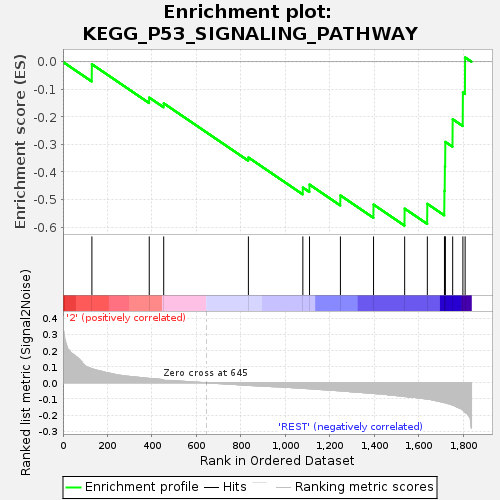 Enrichment plot:
KEGG_P53_SIGNALING_PATHWAY
Enrichment score (ES)
0.0
-0.1
-0.2
-0.3
-0.4
-0.5
-0.6
'2' (positively correlated)
Ranked list metric (Signal2Noise)
0.4
0.3
0.2
0.1
0.0
-0.1
-0.2
-0.3
Zero cross at 645
'REST' (negatively correlated)
0 200 400 600 800 1,000 1,200 1,400 1,600 1,800
Rank in Ordered Dataset
Enrichment profile Hits Ranking metric scores